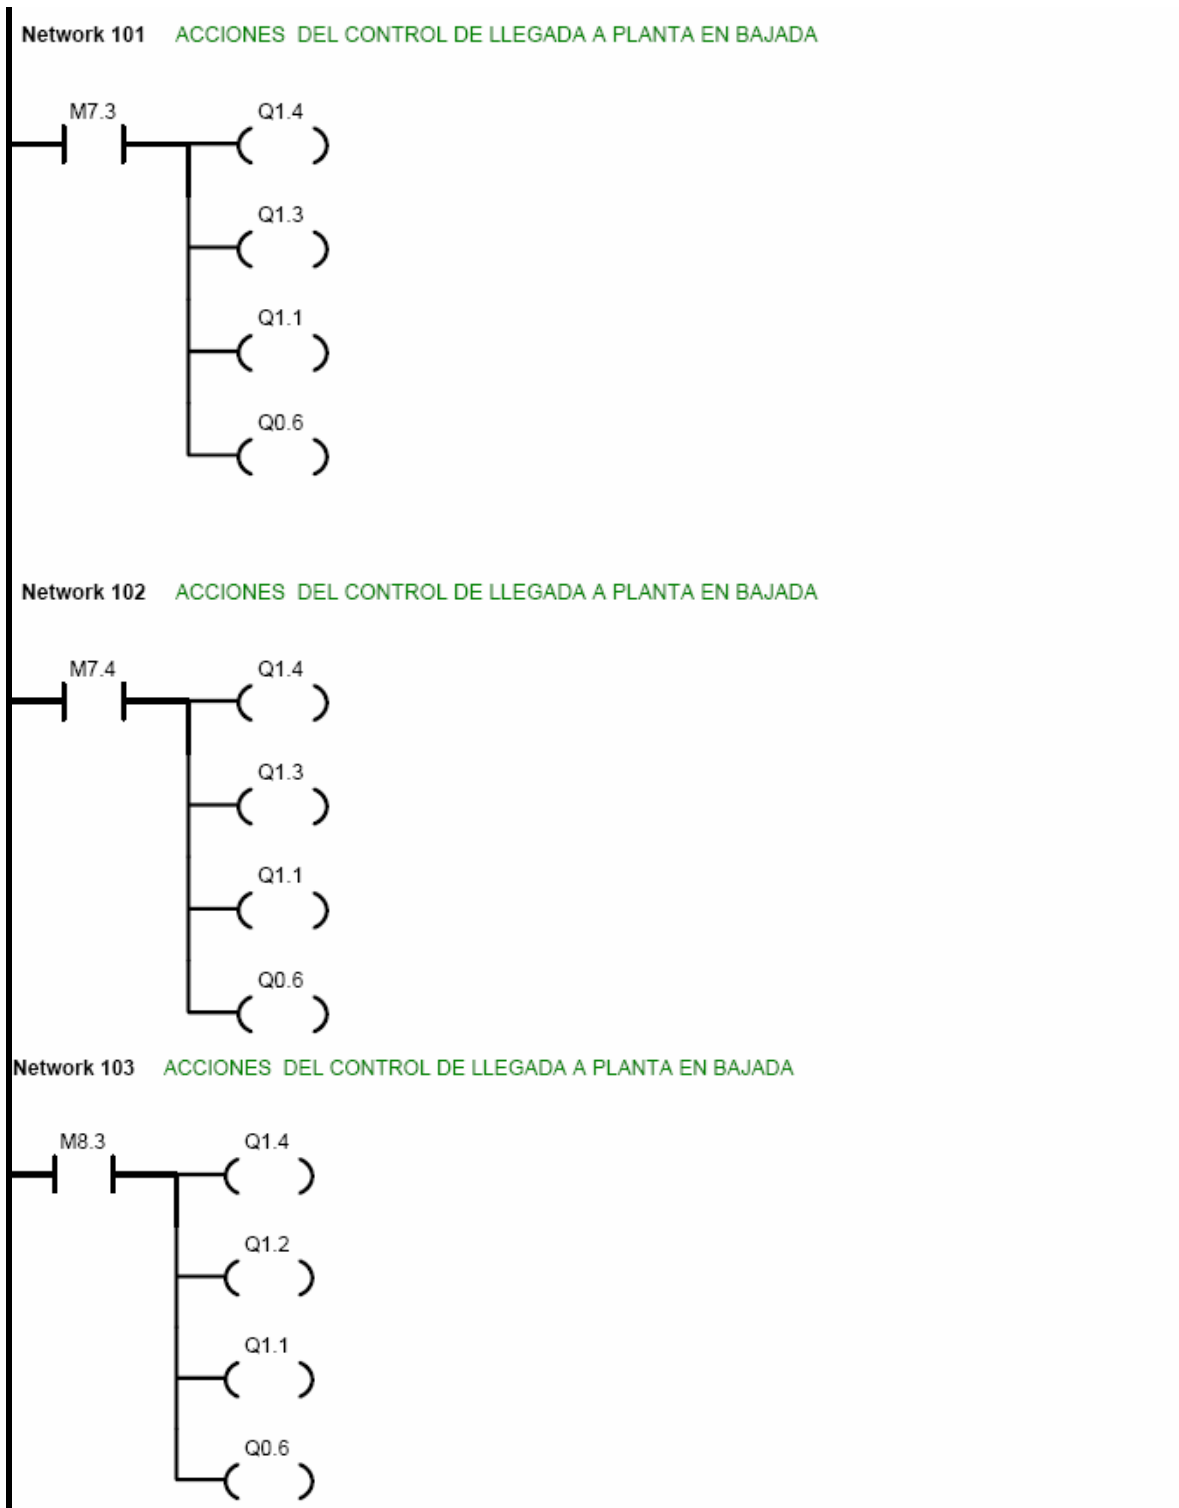 Network 101 ACCIONES DEL CONTROL DE LLEGADA A PLANTA EN BAJADA
M7.3 Q1.4
Q1.3
Q1.1
Q0.6
Network 102 ACCIONES DEL CONTROL DE LLEGADA A PLANTA EN BAJADA
M7.4 Q1.4
Q1.3
Q1.1
Q0.6
Network 103 ACCIONES DEL CONTROL DE LLEGADA A PLANTA EN BAJADA
M8.3 Q1.4
Q1.2
Q1.1
Q0.6